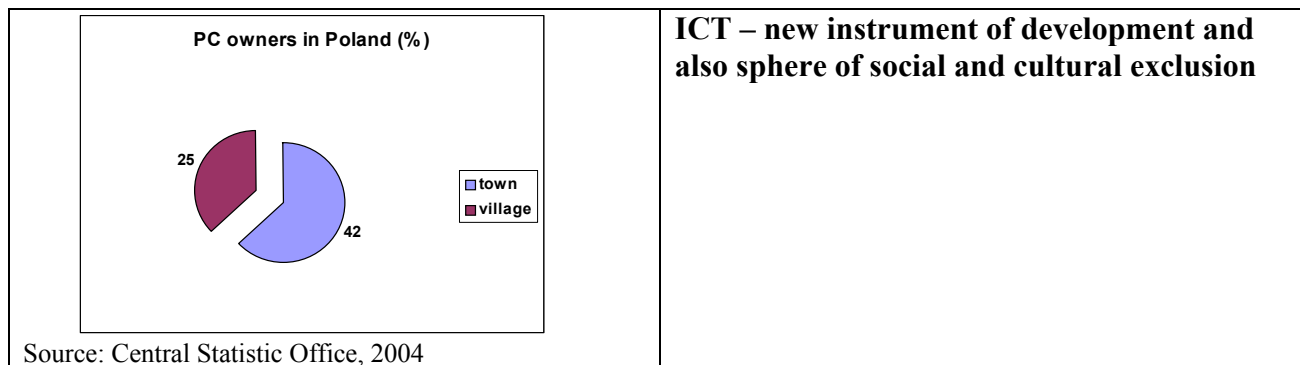 PC owners in Poland (%)
25
42
town
village
Source: Central Statistic Office, 2004
ICT – new instrument of development and
also sphere of social and cultural exclusion